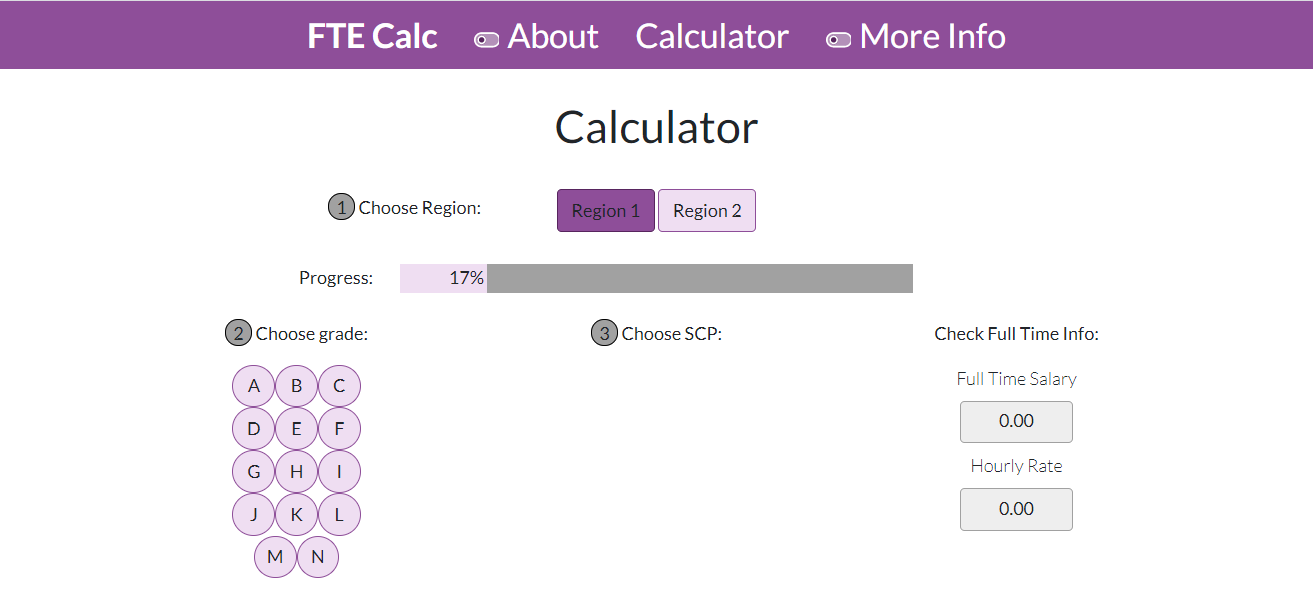 FTE Calc About Calculator More Info
Calculator
1 Choose Region: Region 1 Region 2
Progress: 17%
2 Choose grade: 3 Choose SCP: Check Full Time Info:
A B C
D E F
G H I
J K L
M N
Full Time Salary
0.00
Hourly Rate
0.00